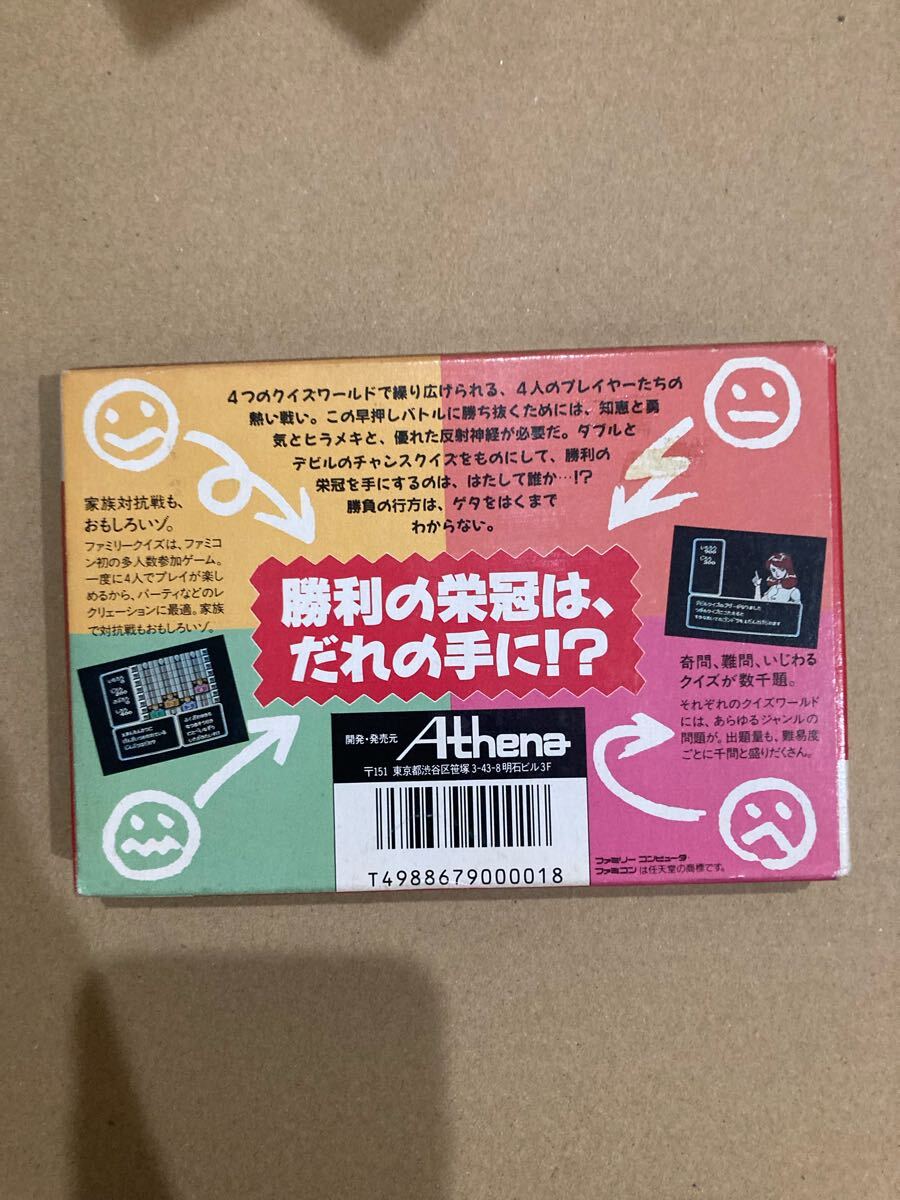 4つのクイズワールドで繰り広げられる、4人のプレイヤーたちの
熱い戦い。この早押しバトルに勝ち抜くためには、知恵と勇
気とヒラメキと、優れた反射神経が必要だ。ダブルと
デビルのチャンスクイズをものにして、勝利の
栄冠を手にするのは、はたして誰か…!?
勝負の行方は、ゲタをはくまで
わからない。
家族対抗戦も、
おもしろいゾ。
ファミリークイズは、ファミコ
ン初の多人数参加ゲーム。
一度に4人でプレイが楽し
めるから、パーティなどのレ
クリェーションに最適。家族
で対抗戦もおもしろいゾ。
勝利の栄冠は、
だれの手に!?
奇問、難問、いじわる
クイズが数千題。
それぞれのクイズワールド
には、あらゆるジャンルの
問題が。出題量も、難易度
ごとに千問と盛りだくさん。
開発・発売元 Athena
〒151 東京都渋谷区笹塚3-43-8明石ビル3F
T4988679000018
ファミリー コンピュータ・
ファミコンは任天堂の商標です。